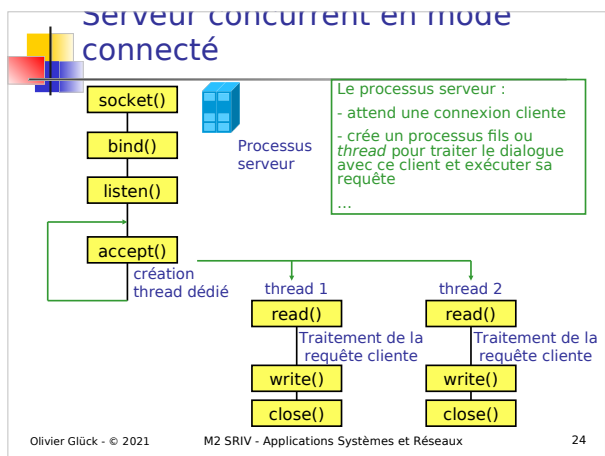 Serveur concurrent en mode
connecté
socket()
bind()
listen()
accept()
création
thread dédié
Processus
serveur
Le processus serveur :
- attend une connexion cliente
- crée un processus fils ou
thread pour traiter le dialogue
avec ce client et exécuter sa
requête
...
thread 1
read()
Traitement de la
requête cliente
write()
close()
thread 2
read()
Traitement de la
requête cliente
write()
close()
Olivier Glück - © 2021
M2 SRIV - Applications Systèmes et Réseaux
24